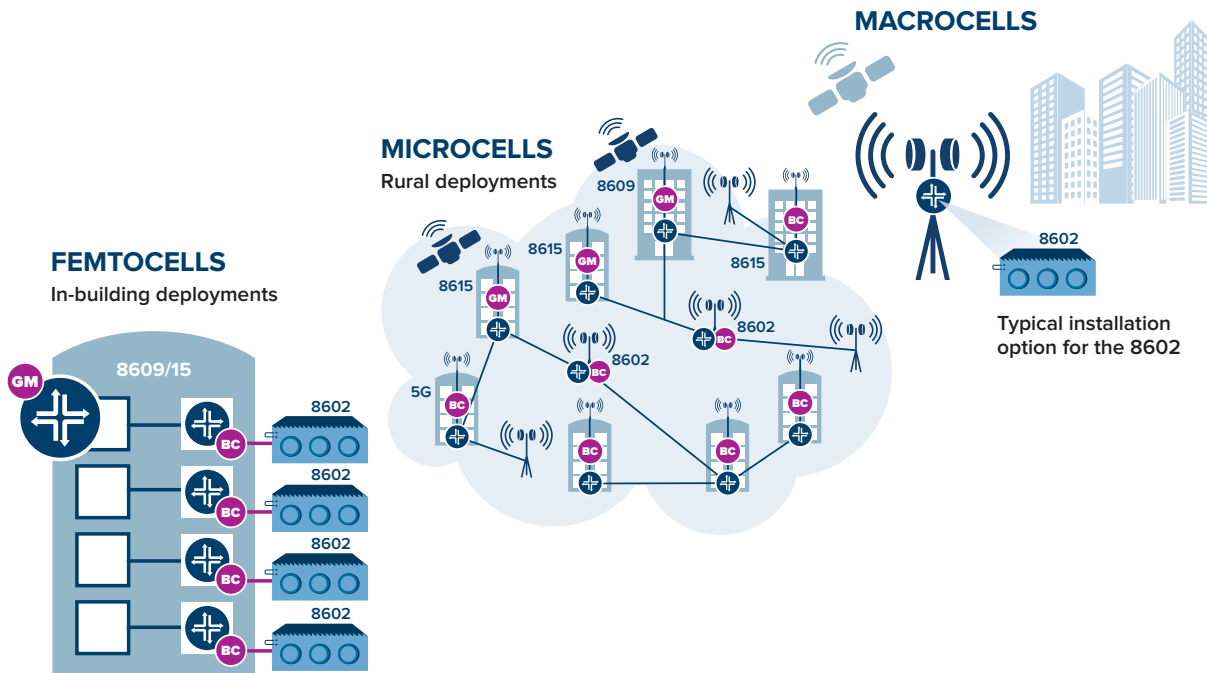 MACROCELLS
8602
Typical installation
option for the 8602
MICROCELLS
Rural deployments
8609
GM
BC
8615
8615
GM
8615
GM
8602
BC
8602
BC
5G
BC
BC
BC
BC
FEMTOCELLS
In-building deployments
8609/15
GM
8602
BC
8602
BC
8602
BC
8602
BC